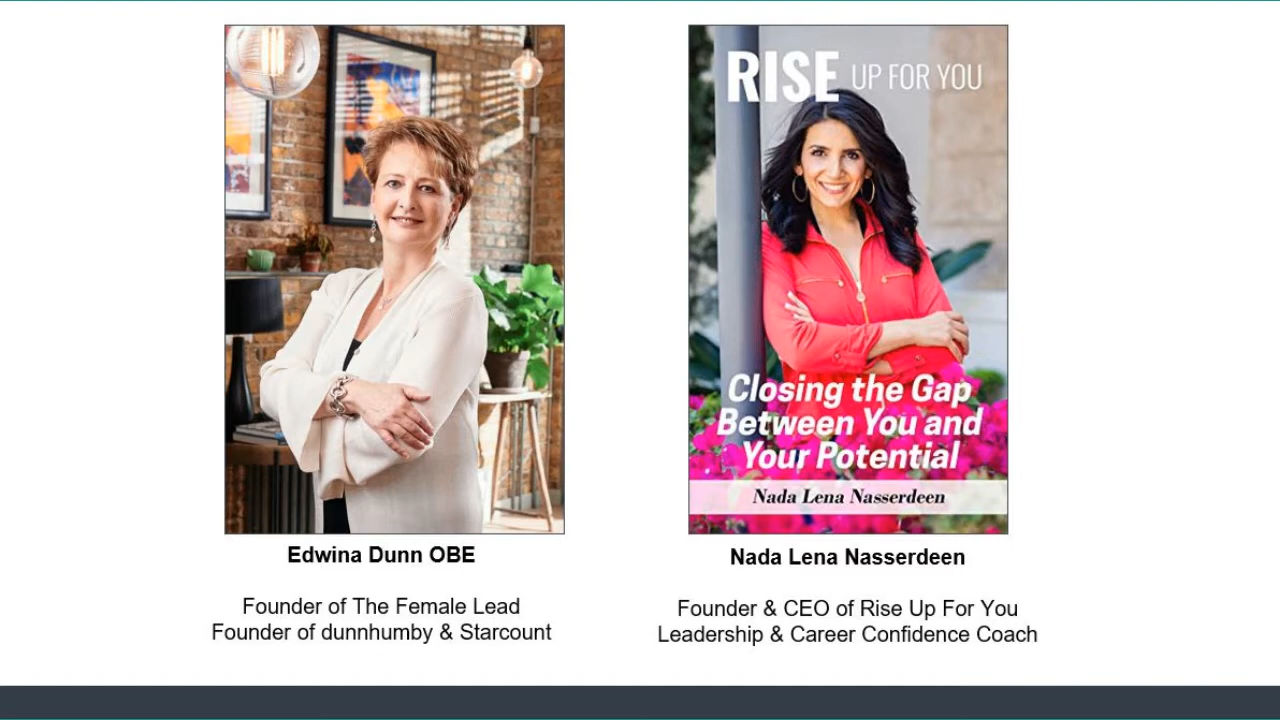 RISE UP FOR YOU
Closing the Gap
Between You and
Your Potential
Nada Lena Nasserdeen
Edwina Dunn OBE
Founder of The Female Lead
Founder of dunnhumby & Starcount
Nada Lena Nasserdeen
Founder & CEO of Rise Up For You
Leadership & Career Confidence Coach